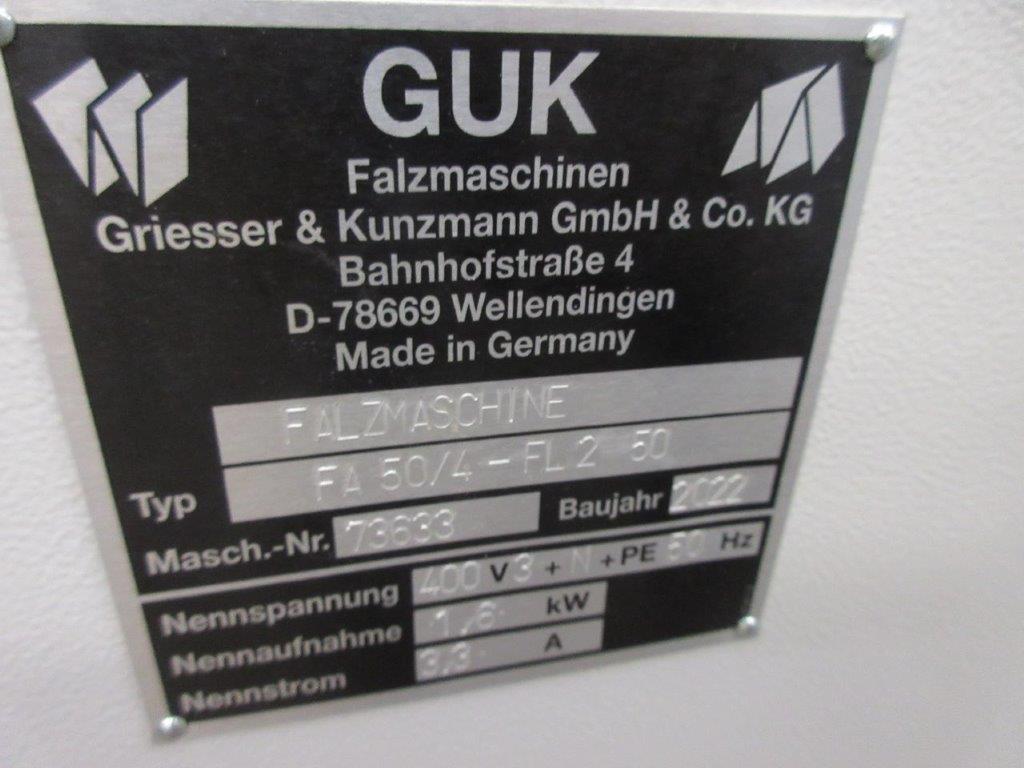 GUK
Falzmaschinen
Griesser & Kunzmann GmbH & Co. KG
Bahnhofstraße 4
D-78669 Wellendingen
Made in Germany
FALZMASCHINE
Typ FA 50/4 - FL 2 50
Masch.-Nr. 73633 Baujahr 2022
Nennspannung 400 V 3 + N + PE 50 Hz
Nennaufnahme 1,6 kW
Nennstrom 3,3 A